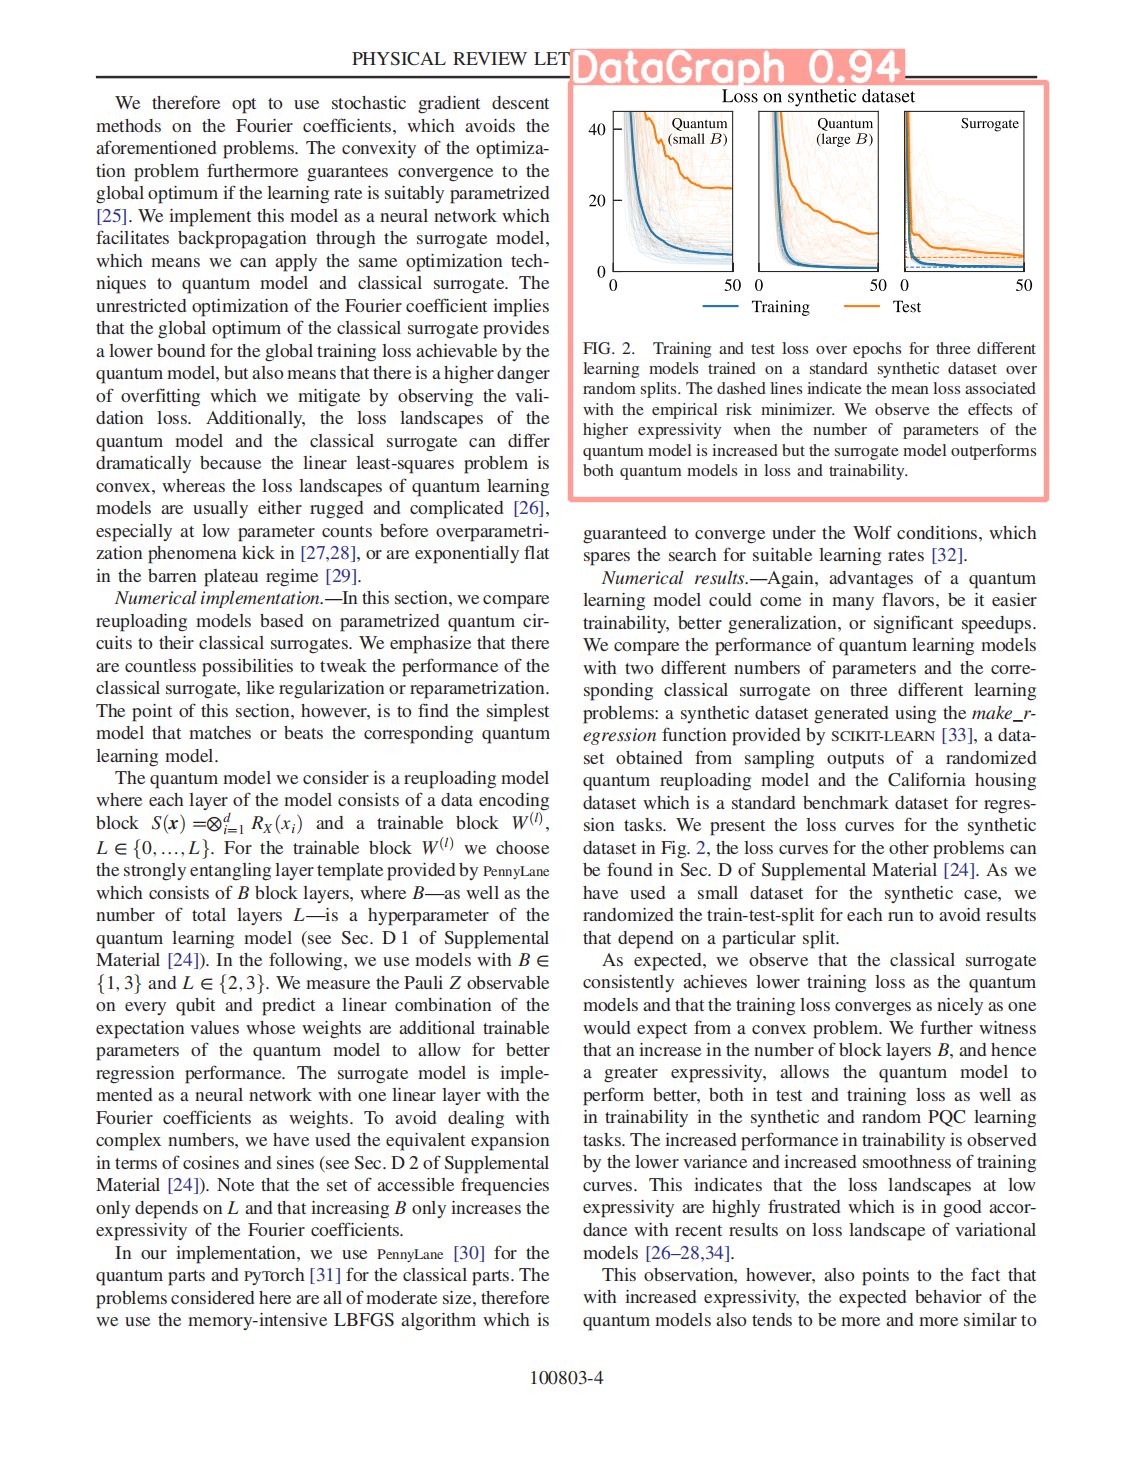 PHYSICAL REVIEW LET
DataGraph 0.94
We therefore opt to use stochastic gradient descent
methods on the Fourier coefficients, which avoids the
aforementioned problems. The convexity of the optimiza-
tion problem furthermore guarantees convergence to the
global optimum if the learning rate is suitably parametrized
[25]. We implement this model as a neural network which
facilitates backpropagation through the surrogate model,
which means we can apply the same optimization tech-
niques to quantum model and classical surrogate. The
unrestricted optimization of the Fourier coefficient implies
that the global optimum of the classical surrogate provides
a lower bound for the global training loss achievable by the
quantum model, but also means that there is a higher danger
of overfitting which we mitigate by observing the vali-
dation loss. Additionally, the loss landscapes of the
quantum model and the classical surrogate can differ
dramatically because the linear least-squares problem is
convex, whereas the loss landscapes of quantum learning
models are usually either rugged and complicated [26],
especially at low parameter counts before overparametri-
zation phenomena kick in [27,28], or are exponentially flat
in the barren plateau regime [29].
Numerical implementation.—In this section, we compare
reuploading models based on parametrized quantum cir-
cuits to their classical surrogates. We emphasize that there
are countless possibilities to tweak the performance of the
classical surrogate, like regularization or reparametrization.
The point of this section, however, is to find the simplest
model that matches or beats the corresponding quantum
learning model.
The quantum model we consider is a reuploading model
where each layer of the model consists of a data encoding
block S(x) =⊗_{i=1}^{d} R_X(x_i) and a trainable block W^{(l)},
L ∈ {0, …, L}. For the trainable block W^{(l)} we choose
the strongly entangling layer template provided by PennyLane
which consists of B block layers, where B—as well as the
number of total layers L—is a hyperparameter of the
quantum learning model (see Sec. D 1 of Supplemental
Material [24]). In the following, we use models with B ∈
{1, 3} and L ∈ {2, 3}. We measure the Pauli Z observable
on every qubit and predict a linear combination of the
expectation values whose weights are additional trainable
parameters of the quantum model to allow for better
regression performance. The surrogate model is imple-
mented as a neural network with one linear layer with the
Fourier coefficients as weights. To avoid dealing with
complex numbers, we have used the equivalent expansion
in terms of cosines and sines (see Sec. D 2 of Supplemental
Material [24]). Note that the set of accessible frequencies
only depends on L and that increasing B only increases the
expressivity of the Fourier coefficients.
In our implementation, we use PennyLane [30] for the
quantum parts and PyTorch [31] for the classical parts. The
problems considered here are all of moderate size, therefore
we use the memory-intensive LBFGS algorithm which is
Loss on synthetic dataset
40 Quantum Quantum Surrogate
(small B) (large B)
20
0
0 50 0 50 0 50
Training Test
FIG. 2. Training and test loss over epochs for three different
learning models trained on a standard synthetic dataset over
random splits. The dashed lines indicate the mean loss associated
with the empirical risk minimizer. We observe the effects of
higher expressivity when the number of parameters of the
quantum model is increased but the surrogate model outperforms
both quantum models in loss and trainability.
guaranteed to converge under the Wolf conditions, which
spares the search for suitable learning rates [32].
Numerical results.—Again, advantages of a quantum
learning model could come in many flavors, be it easier
trainability, better generalization, or significant speedups.
We compare the performance of quantum learning models
with two different numbers of parameters and the corre-
sponding classical surrogate on three different learning
problems: a synthetic dataset generated using the make_r-
egression function provided by SCIKIT-LEARN [33], a data-
set obtained from sampling outputs of a randomized
quantum reuploading model and the California housing
dataset which is a standard benchmark dataset for regres-
sion tasks. We present the loss curves for the synthetic
dataset in Fig. 2, the loss curves for the other problems can
be found in Sec. D of Supplemental Material [24]. As we
have used a small dataset for the synthetic case, we
randomized the train-test-split for each run to avoid results
that depend on a particular split.
As expected, we observe that the classical surrogate
consistently achieves lower training loss as the quantum
models and that the training loss converges as nicely as one
would expect from a convex problem. We further witness
that an increase in the number of block layers B, and hence
a greater expressivity, allows the quantum model to
perform better, both in test and training loss as well as
in trainability in the synthetic and random PQC learning
tasks. The increased performance in trainability is observed
by the lower variance and increased smoothness of training
curves. This indicates that the loss landscapes at low
expressivity are highly frustrated which is in good accor-
dance with recent results on loss landscape of variational
models [26–28,34].
This observation, however, also points to the fact that
with increased expressivity, the expected behavior of the
quantum models also tends to be more and more similar to
100803-4